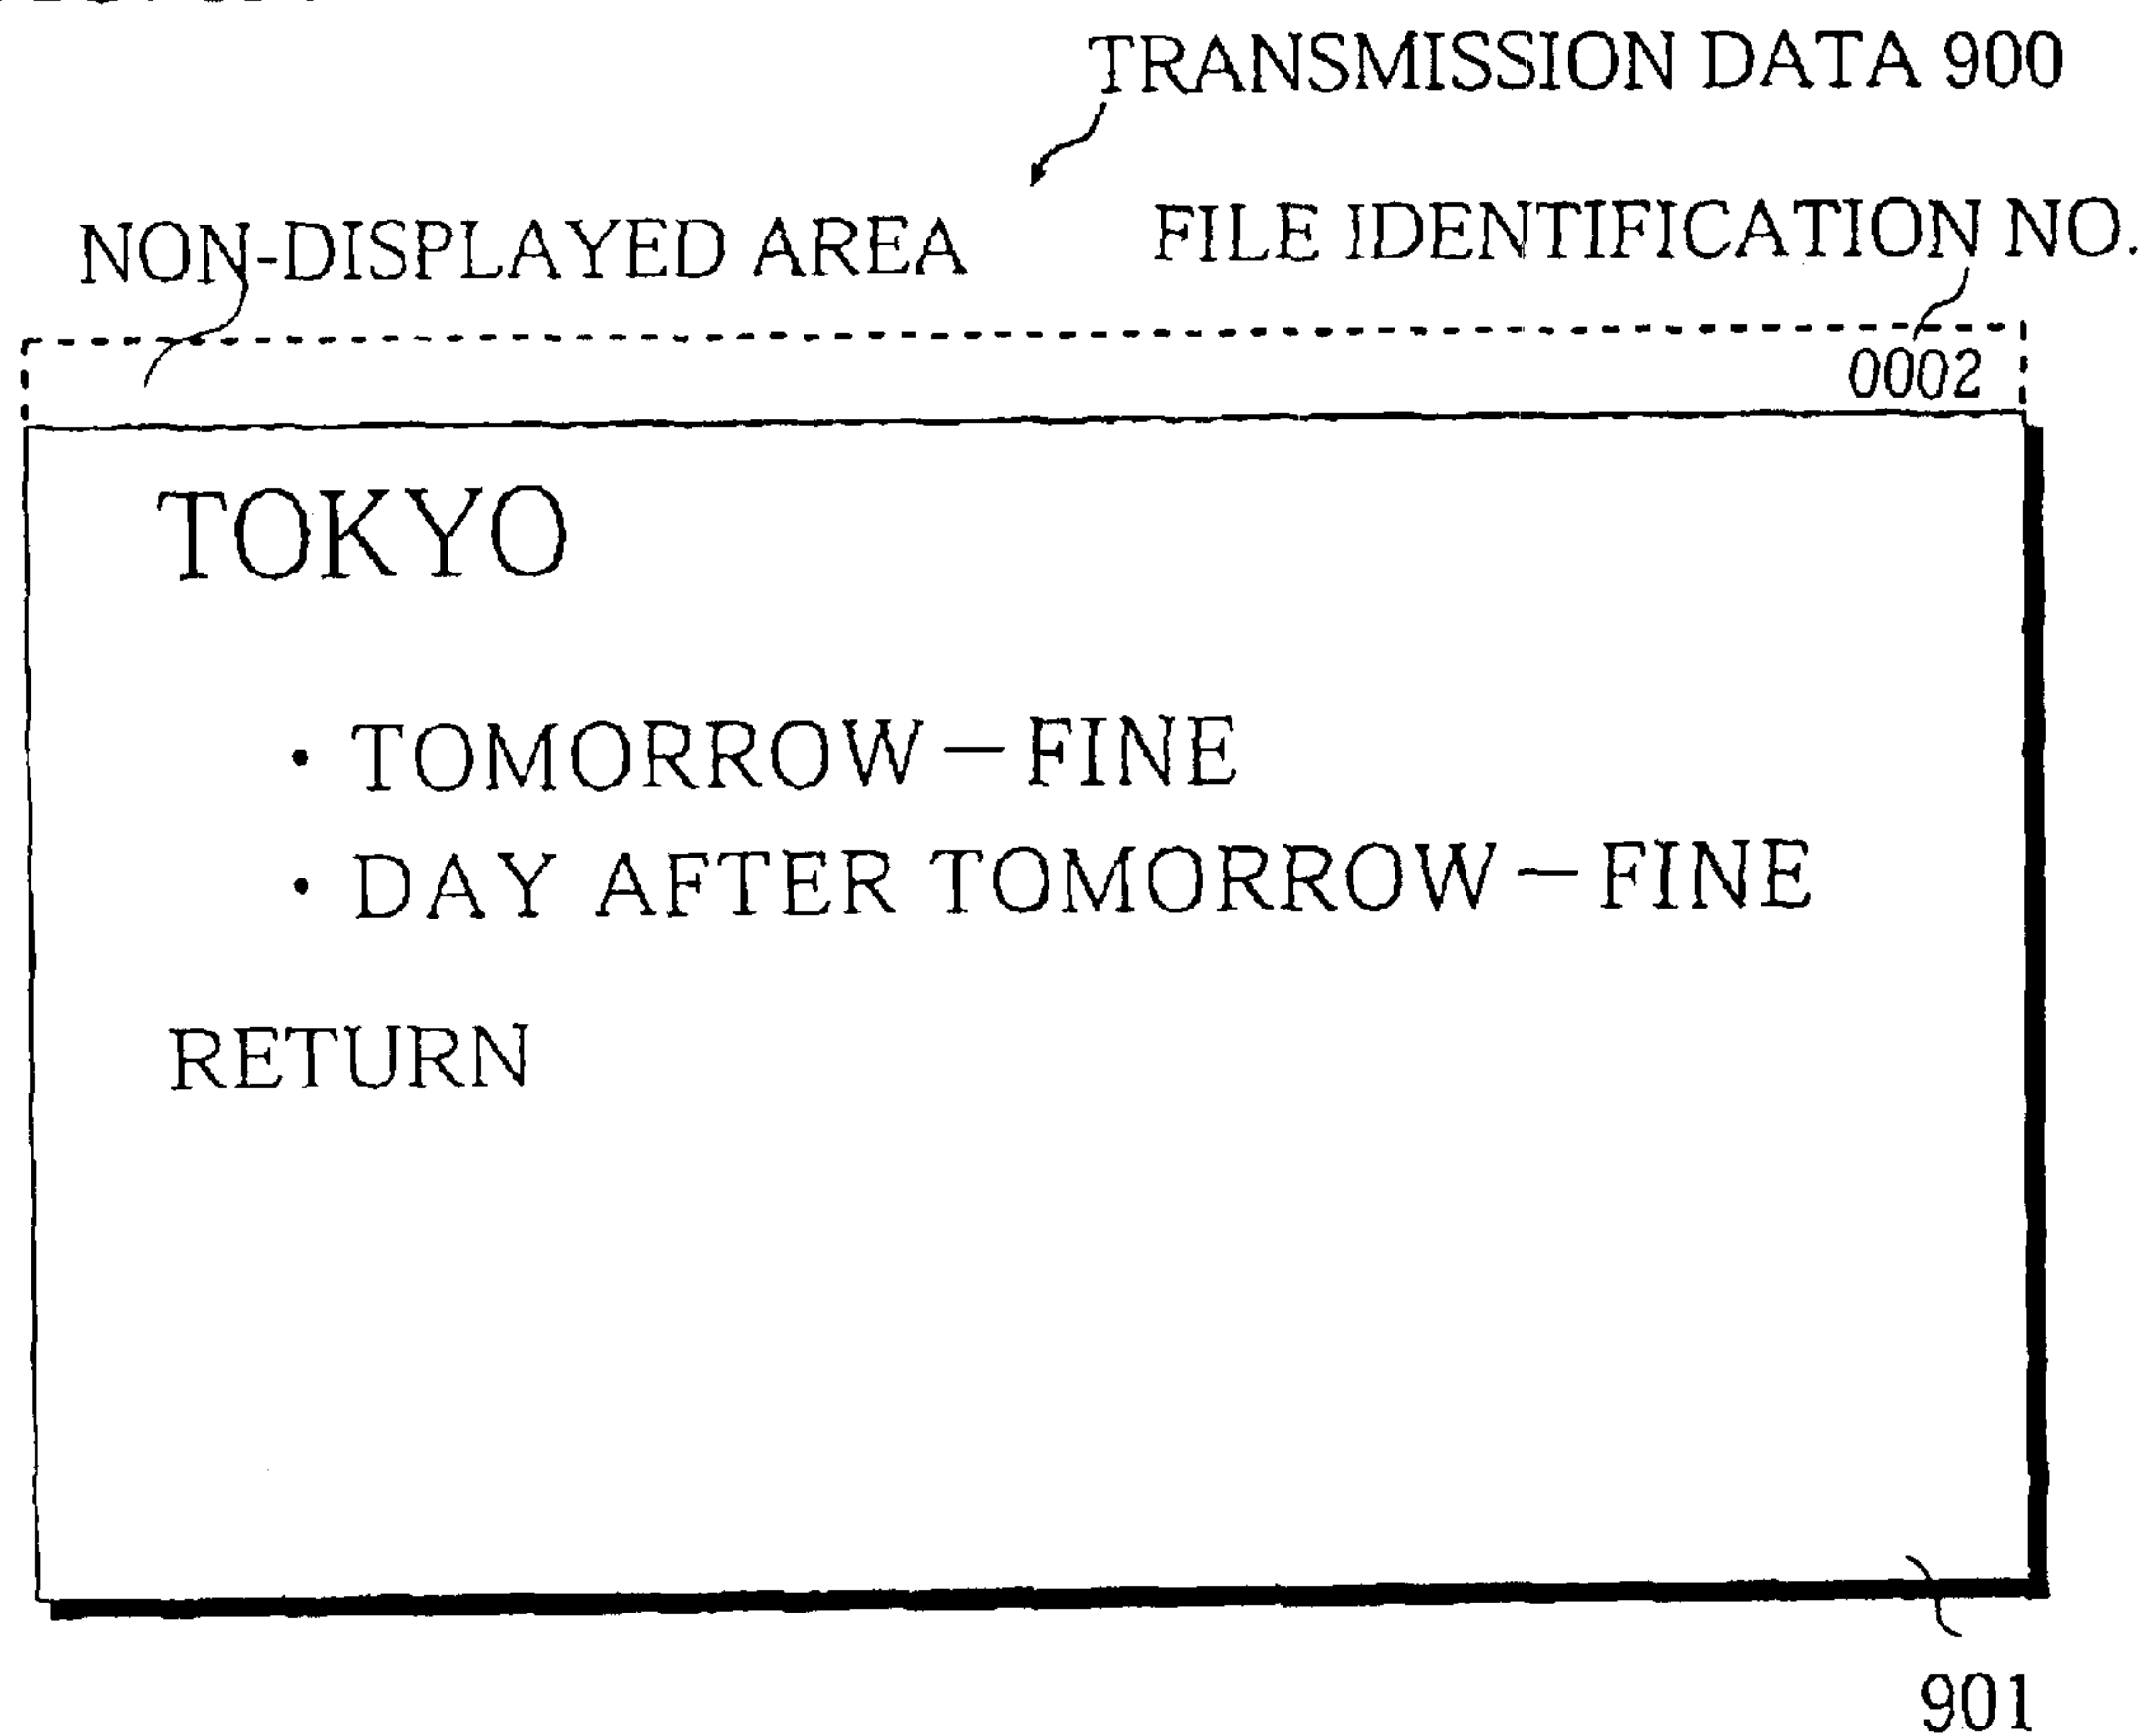 TRANSMISSION DATA 900
NON-DISPLAYED AREA
FILE IDENTIFICATION NO.
0002
TOKYO
· TOMORROW—FINE
· DAY AFTER TOMORROW—FINE
RETURN
901